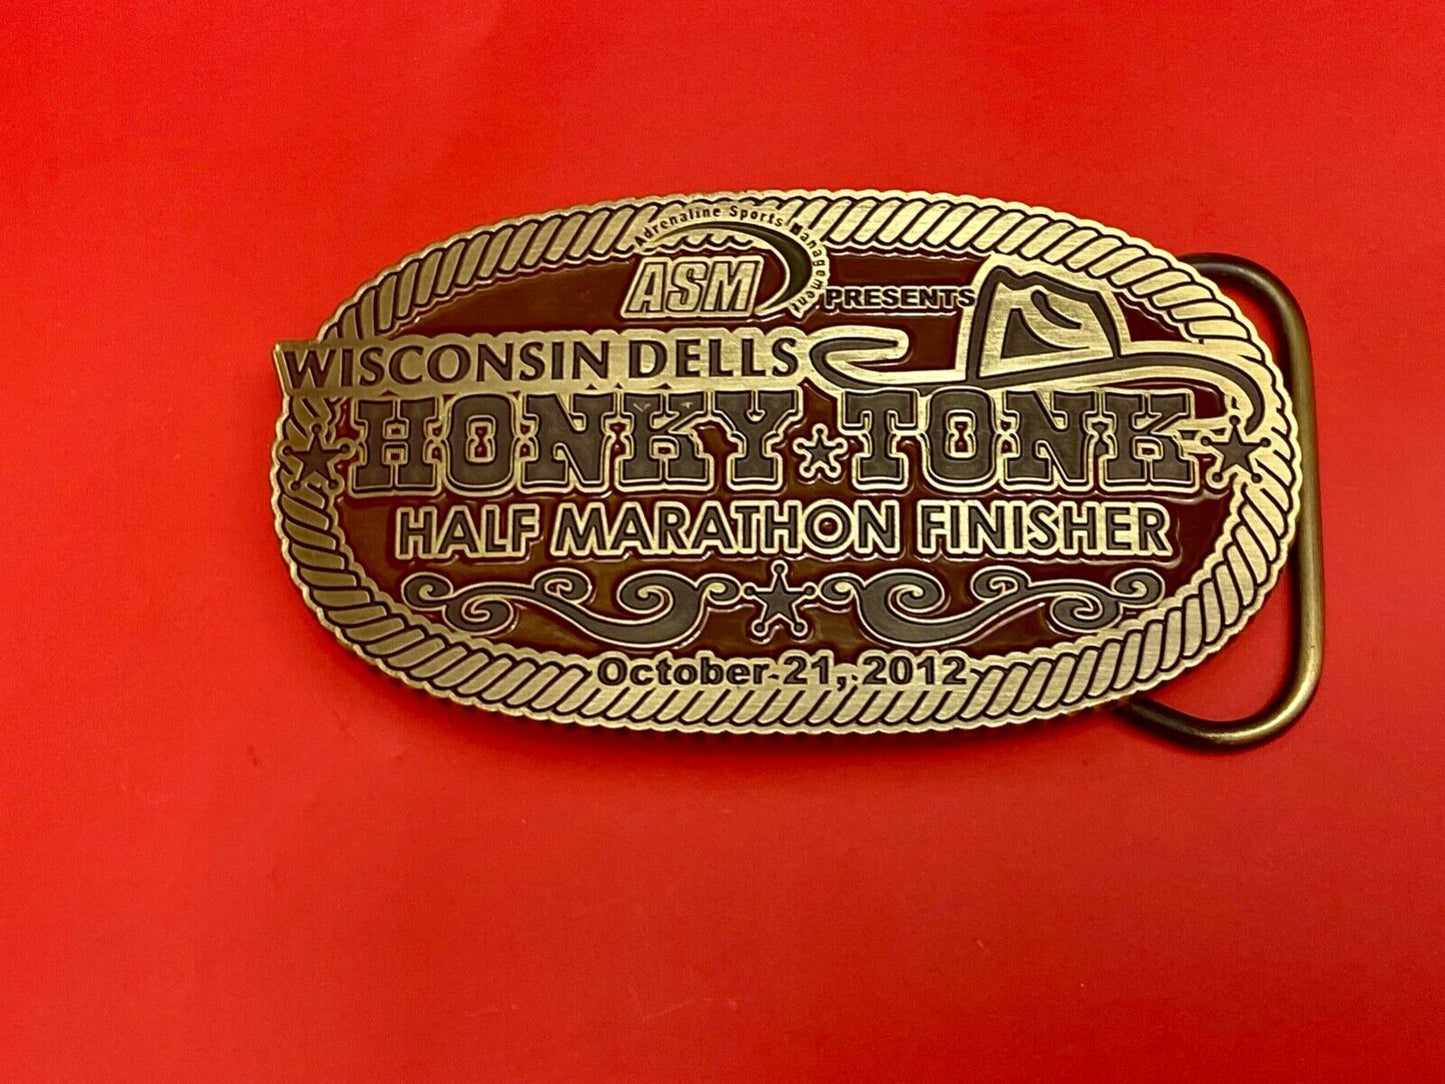 Adrenaline Sports Management
ASM
PRESENTS
WISCONSIN DELLS
HONKY TONK
HALF MARATHON FINISHER
October 21, 2012